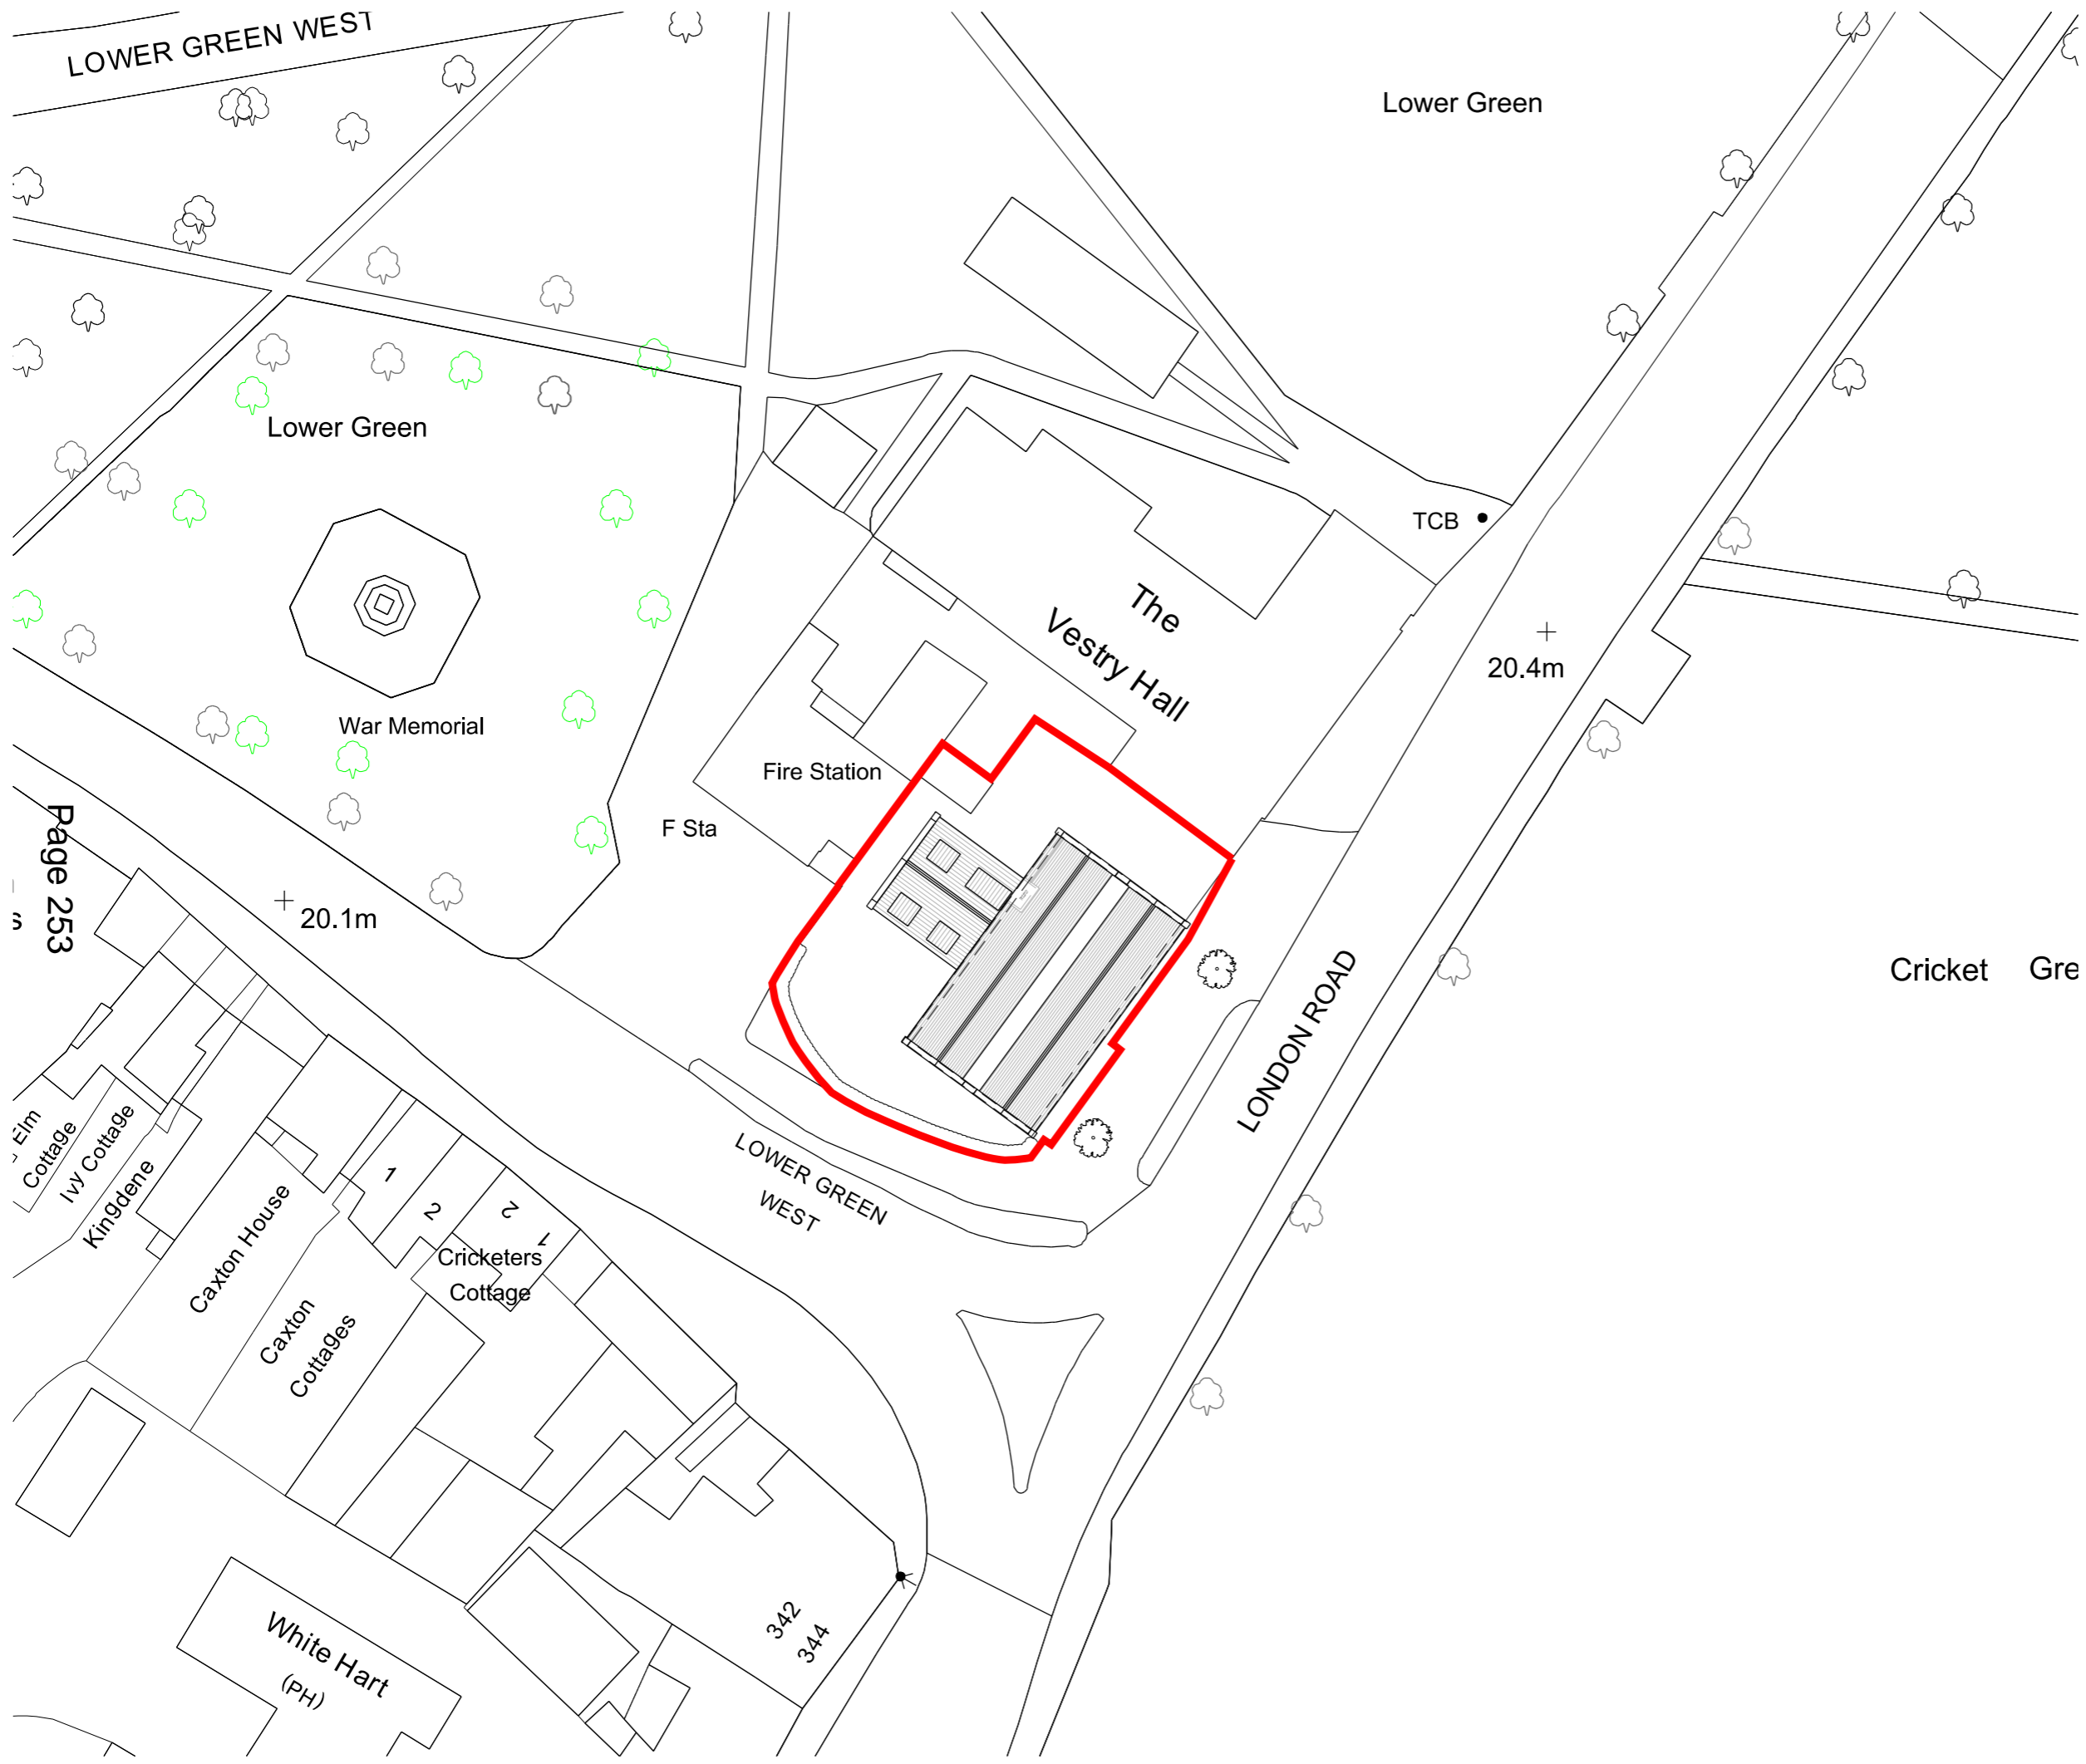 LOWER GREEN WEST
Lower Green
Lower Green
TCB
The
Vestry Hall
20.4m
War Memorial
Fire Station
F Sta
Page 253
s
20.1m
Cricket Gre
LONDON ROAD
LOWER GREEN
WEST
Elm
Cottage
Ivy Cottage
Kingdene
Caxton House
1
2
2
1
Cricketers
Cottage
Caxton
Cottages
342
344
White Hart
(PH)